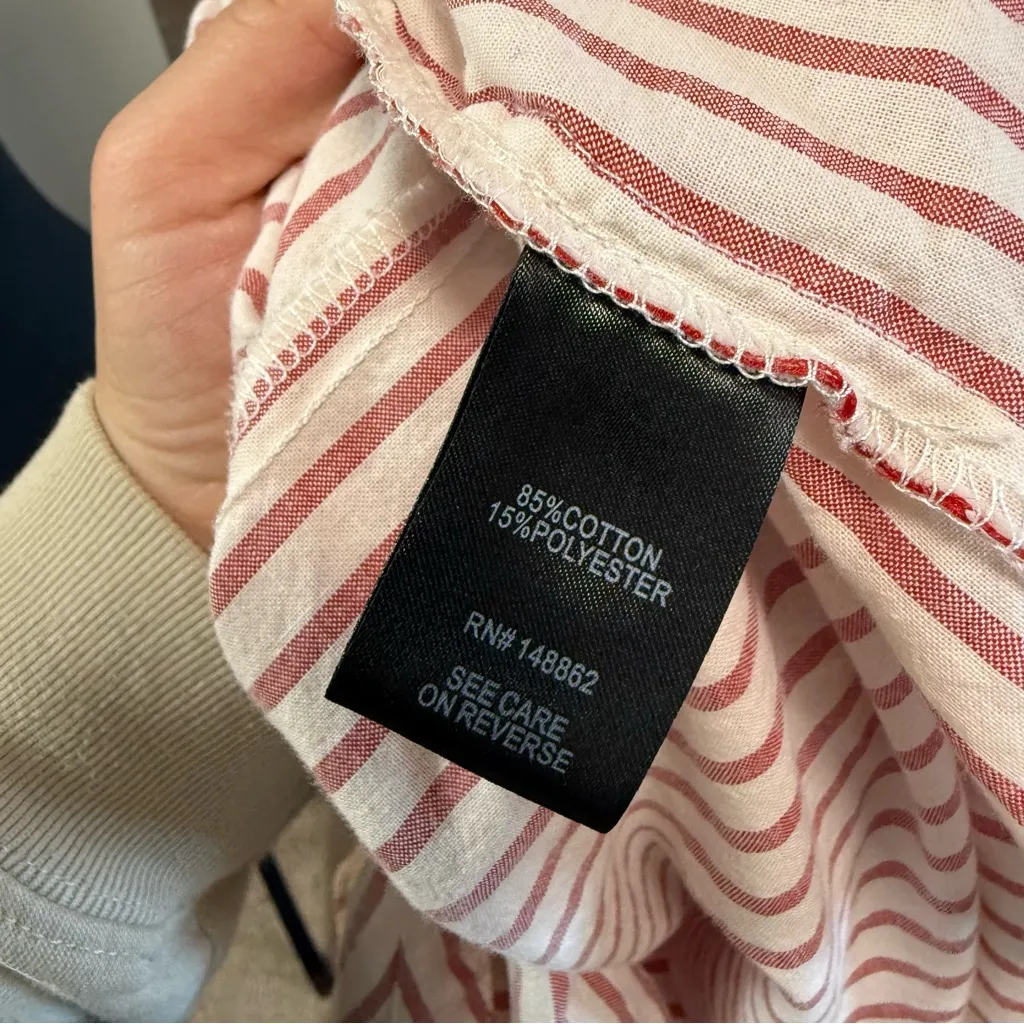 85%COTTON
15%POLYESTER
RN# 148862
SEE CARE
ON REVERSE